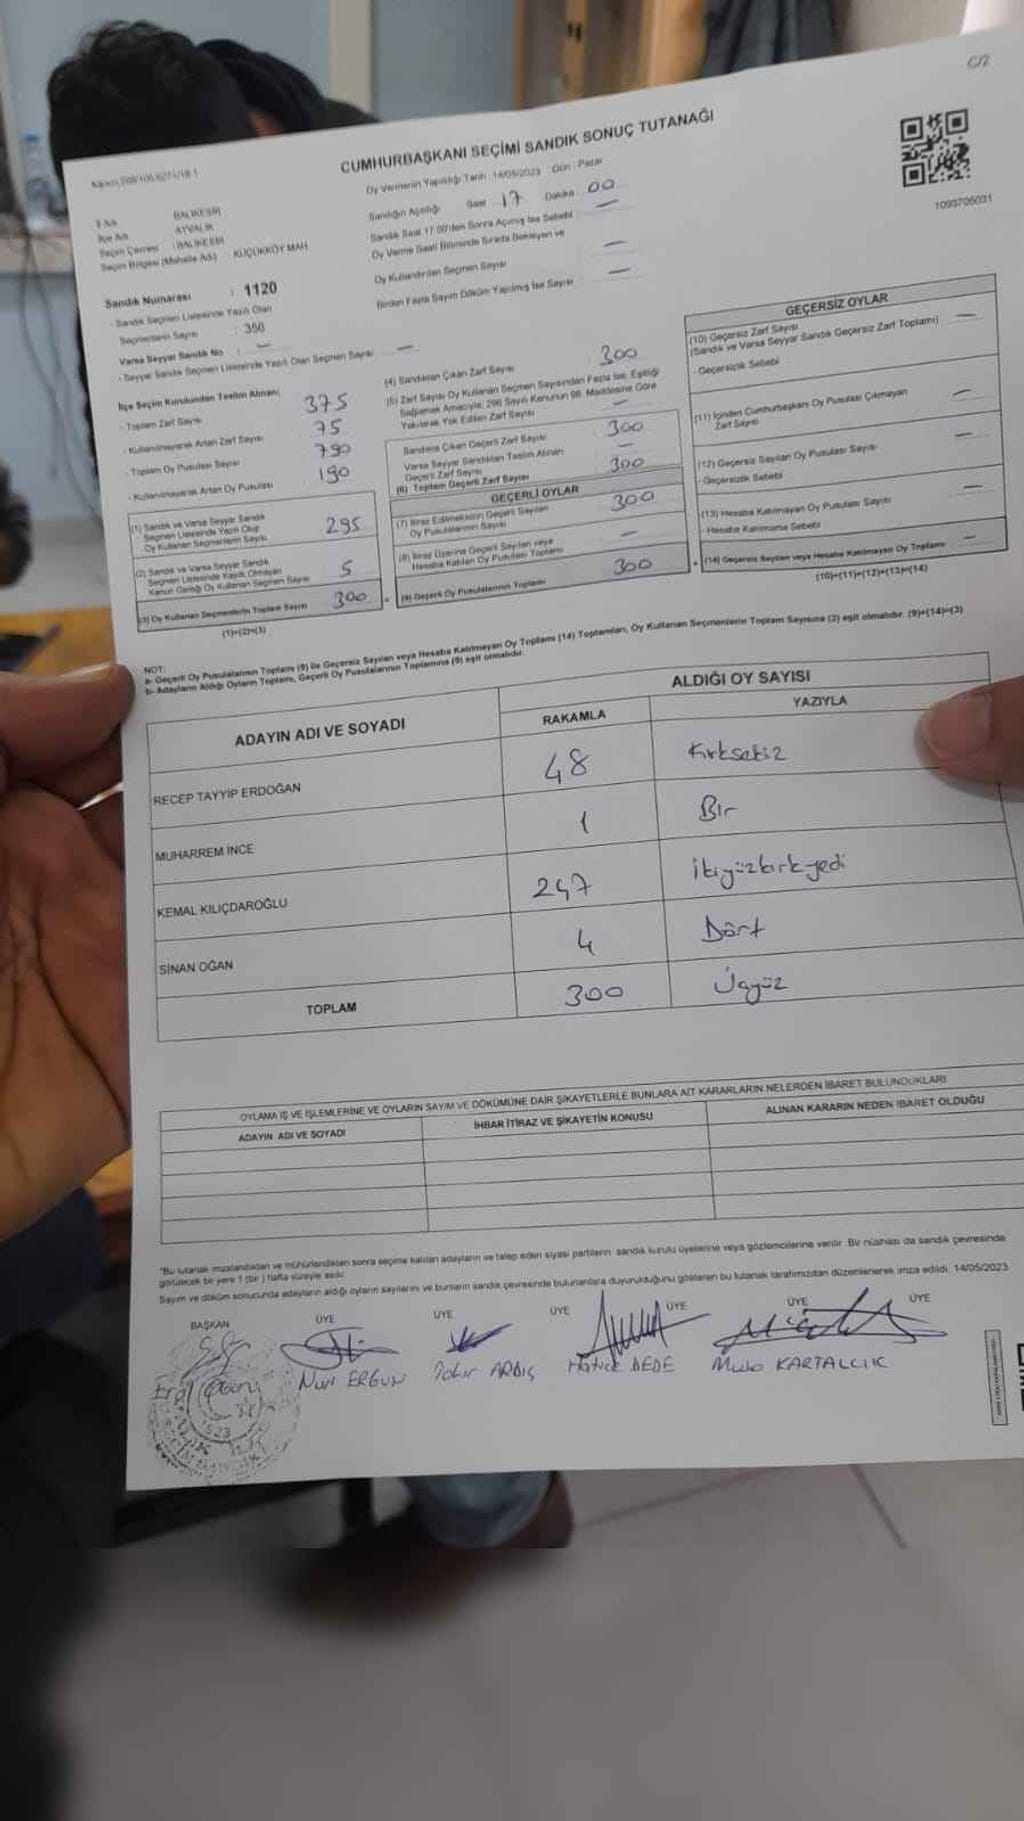 C/2
CUMHURBAŞKANI SEÇİMİ SANDIK SONUÇ TUTANAĞI
Oy Vermenin Yapıldığı Tarih : 14/05/2023 Gün : Pazar
1093705031
İl Adı BALIKESİR
İlçe Adı AYVALIK
Seçim Çevresi : BALIKESİR
Seçim Bölgesi (Mahalle Adı) KÜÇÜKKÖY MAH
Sandık Numarası : 1120
- Sandık Seçmen Listesinde Yazılı Olan
Seçmenlerin Sayısı : 350
Varsa Seyyar Sandık No : —
- Seyyar Sandık Seçmen Listesinde Yazılı Olan Seçmen Sayısı —
İlçe Seçim Kurulundan Teslim Alınan;
- Toplam Zarf Sayısı 375
- Kullanılmayarak Artan Zarf Sayısı 75
- Toplam Oy Pusulası Sayısı 790
- Kullanılmayarak Artan Oy Pusulası 190
(1) Sandık ve Varsa Seyyar Sandık
Seçmen Listesinde Yazılı Olup
Oy Kullanan Seçmenlerin Sayısı 295
(2) Sandık ve Varsa Seyyar Sandık
Seçmen Listesinde Kaydı Olmayan
Kanun Gereği Oy Kullanan Seçmen Sayısı 5
(3) Oy Kullanan Seçmenlerin Toplam Sayısı 300
(1)+(2)=(3)
Sandığın Açıldığı Saat 17 Dakika 00
Sandık Saat 17.00'den Sonra Açılmış İse Sebebi —
Oy Verme Saati Bitiminde Sırada Bekleyen ve
Oy Kullandırılan Seçmen Sayısı —
Birden Fazla Sayım Döküm Yapılmış İse Sayısı —
(4) Sandıktan Çıkan Zarf Sayısı 300
(5) Zarf Sayısı Oy Kullanan Seçmen Sayısından Fazla İse, Eşitliği
Sağlamak Amacıyla, 298 Sayılı Kanunun 98. Maddesine Göre
Yakılarak Yok Edilen Zarf Sayısı —
Sandıkta Çıkan Geçerli Zarf Sayısı 300
Varsa Seyyar Sandıktan Teslim Alınan
Geçerli Zarf Sayısı —
(6) Toplam Geçerli Zarf Sayısı 300
GEÇERLİ OYLAR
(7) İtiraz Edilmeksizin Geçerli Sayılan
Oy Pusulalarının Sayısı 300
(8) İtiraz Üzerine Geçerli Sayılan veya
Hesaba Katılan Oy Pusulası Toplamı —
(9) Geçerli Oy Pusulalarının Toplamı 300
GEÇERSİZ OYLAR
(10) Geçersiz Zarf Sayısı —
(Sandık ve Varsa Seyyar Sandık Geçersiz Zarf Toplamı)
- Geçersizlik Sebebi
(11) İçinden Cumhurbaşkanı Oy Pusulası Çıkmayan
Zarf Sayısı —
(12) Geçersiz Sayılan Oy Pusulası Sayısı —
- Geçersizlik Sebebi
(13) Hesaba Katılmayan Oy Pusulası Sayısı —
- Hesaba Katılmama Sebebi
(14) Geçersiz Sayılan veya Hesaba Katılmayan Oy Toplamı —
(10)+(11)+(12)+(13)=(14)
NOT:
a- Geçerli Oy Pusulalarının Toplamı (9) ile Geçersiz Sayılan veya Hesaba Katılmayan Oy Toplamı (14) Toplamları, Oy Kullanan Seçmenlerin Toplam Sayısına (3) eşit olmalıdır. (9)+(14)=(3)
b- Adayların Aldığı Oyların Toplamı, Geçerli Oy Pusulalarının Toplamına (9) eşit olmalıdır.
ADAYIN ADI VE SOYADI ALDIĞI OY SAYISI
RAKAMLA YAZIYLA
RECEP TAYYİP ERDOĞAN 48 Kırksekiz
MUHARREM İNCE 1 Bir
KEMAL KILIÇDAROĞLU 247 ikiyüzkırkyedi
SİNAN OĞAN 4 Dört
TOPLAM 300 Üçyüz
OYLAMA İŞ VE İŞLEMLERİNE VE OYLARIN SAYIM VE DÖKÜMÜNE DAİR ŞİKAYETLERLE BUNLARA AİT KARARLARIN NELERDEN İBARET BULUNDUKLARI
ADAYIN ADI VE SOYADI İHBAR İTİRAZ VE ŞİKAYETİN KONUSU ALINAN KARARIN NEDEN İBARET OLDUĞU
"Bu tutanak imzalandıktan ve mühürlendikten sonra seçime katılan adayların ve talep eden siyasi partilerin sandık kurulu üyelerine veya gözlemcilerine verilir. Bir nüshası da sandık çevresinde
görülecek bir yere 1 (bir) hafta süreyle asılır.
Sayım ve döküm sonucunda adayların aldığı oyların sayılarını ve bunların sandık çevresinde bulunanlara duyurulduğunu gösteren bu tutanak tarafımızdan düzenlenerek imza edildi. 14/05/2023
BAŞKAN ÜYE ÜYE ÜYE ÜYE ÜYE ÜYE
Nuri ERGUN ARDIÇ Hatice DEDE KARTALCIK